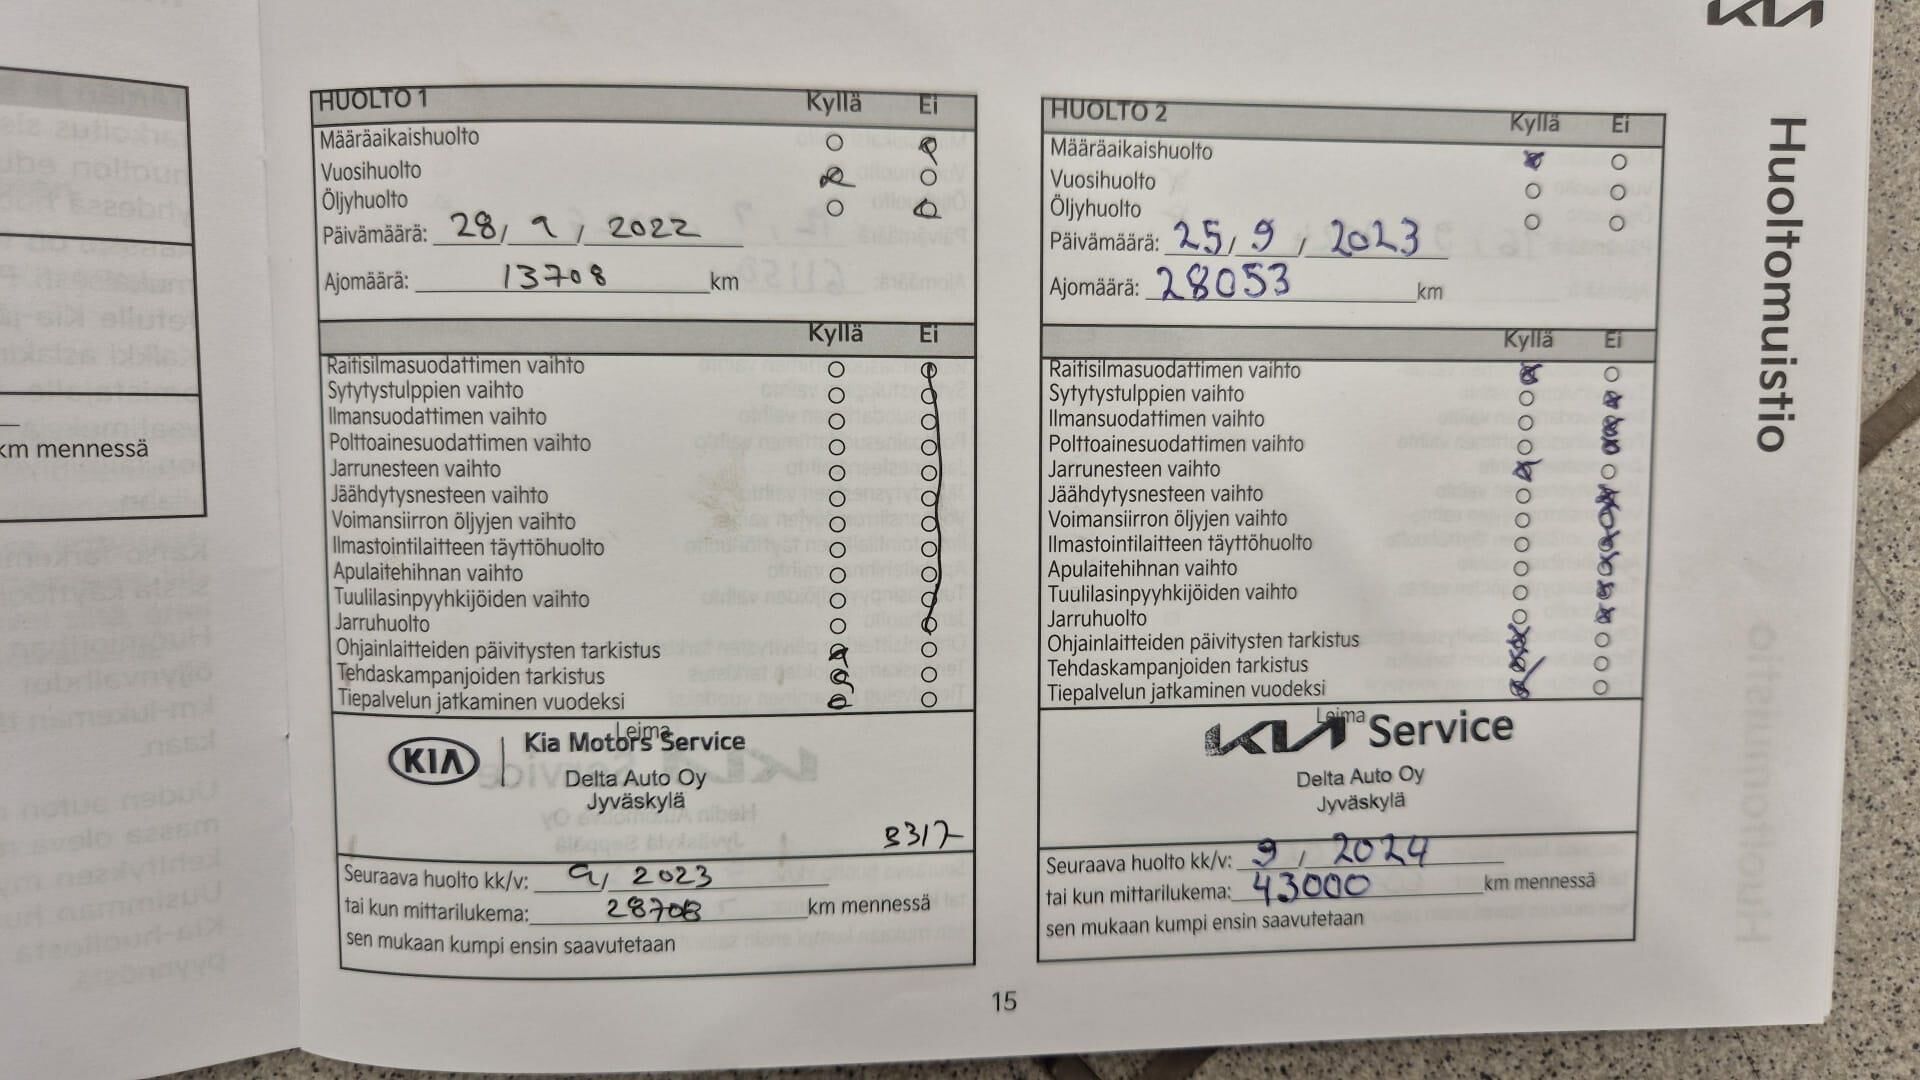 KIA
Huoltomuistio
km mennessä
HUOLTO 1 Kyllä Ei
Määräaikaishuolto
Vuosihuolto
Öljyhuolto
Päivämäärä: 28, 9, 2022
Ajomäärä: 13708 km
Kyllä Ei
Raitisilmasuodattimen vaihto
Sytytystulppien vaihto
Ilmansuodattimen vaihto
Polttoainesuodattimen vaihto
Jarrunesteen vaihto
Jäähdytysnesteen vaihto
Voimansiirron öljyjen vaihto
Ilmastointilaitteen täyttöhuolto
Apulaitehihnan vaihto
Tuulilasinpyyhkijöiden vaihto
Jarruhuolto
Ohjainlaitteiden päivitysten tarkistus
Tehdaskampanjoiden tarkistus
Tiepalvelun jatkaminen vuodeksi
Leima
KIA Kia Motors Service
Delta Auto Oy
Jyväskylä
Seuraava huolto kk/v: 9, 2023
tai kun mittarilukema: 28708 km mennessä
sen mukaan kumpi ensin saavutetaan
HUOLTO 2 Kyllä Ei
Määräaikaishuolto
Vuosihuolto
Öljyhuolto
Päivämäärä: 25, 9, 2023
Ajomäärä: 28053 km
Kyllä Ei
Raitisilmasuodattimen vaihto
Sytytystulppien vaihto
Ilmansuodattimen vaihto
Polttoainesuodattimen vaihto
Jarrunesteen vaihto
Jäähdytysnesteen vaihto
Voimansiirron öljyjen vaihto
Ilmastointilaitteen täyttöhuolto
Apulaitehihnan vaihto
Tuulilasinpyyhkijöiden vaihto
Jarruhuolto
Ohjainlaitteiden päivitysten tarkistus
Tehdaskampanjoiden tarkistus
Tiepalvelun jatkaminen vuodeksi
Leima
KIA Service
Delta Auto Oy
Jyväskylä
Seuraava huolto kk/v: 9, 2024
tai kun mittarilukema: 43000 km mennessä
sen mukaan kumpi ensin saavutetaan
15